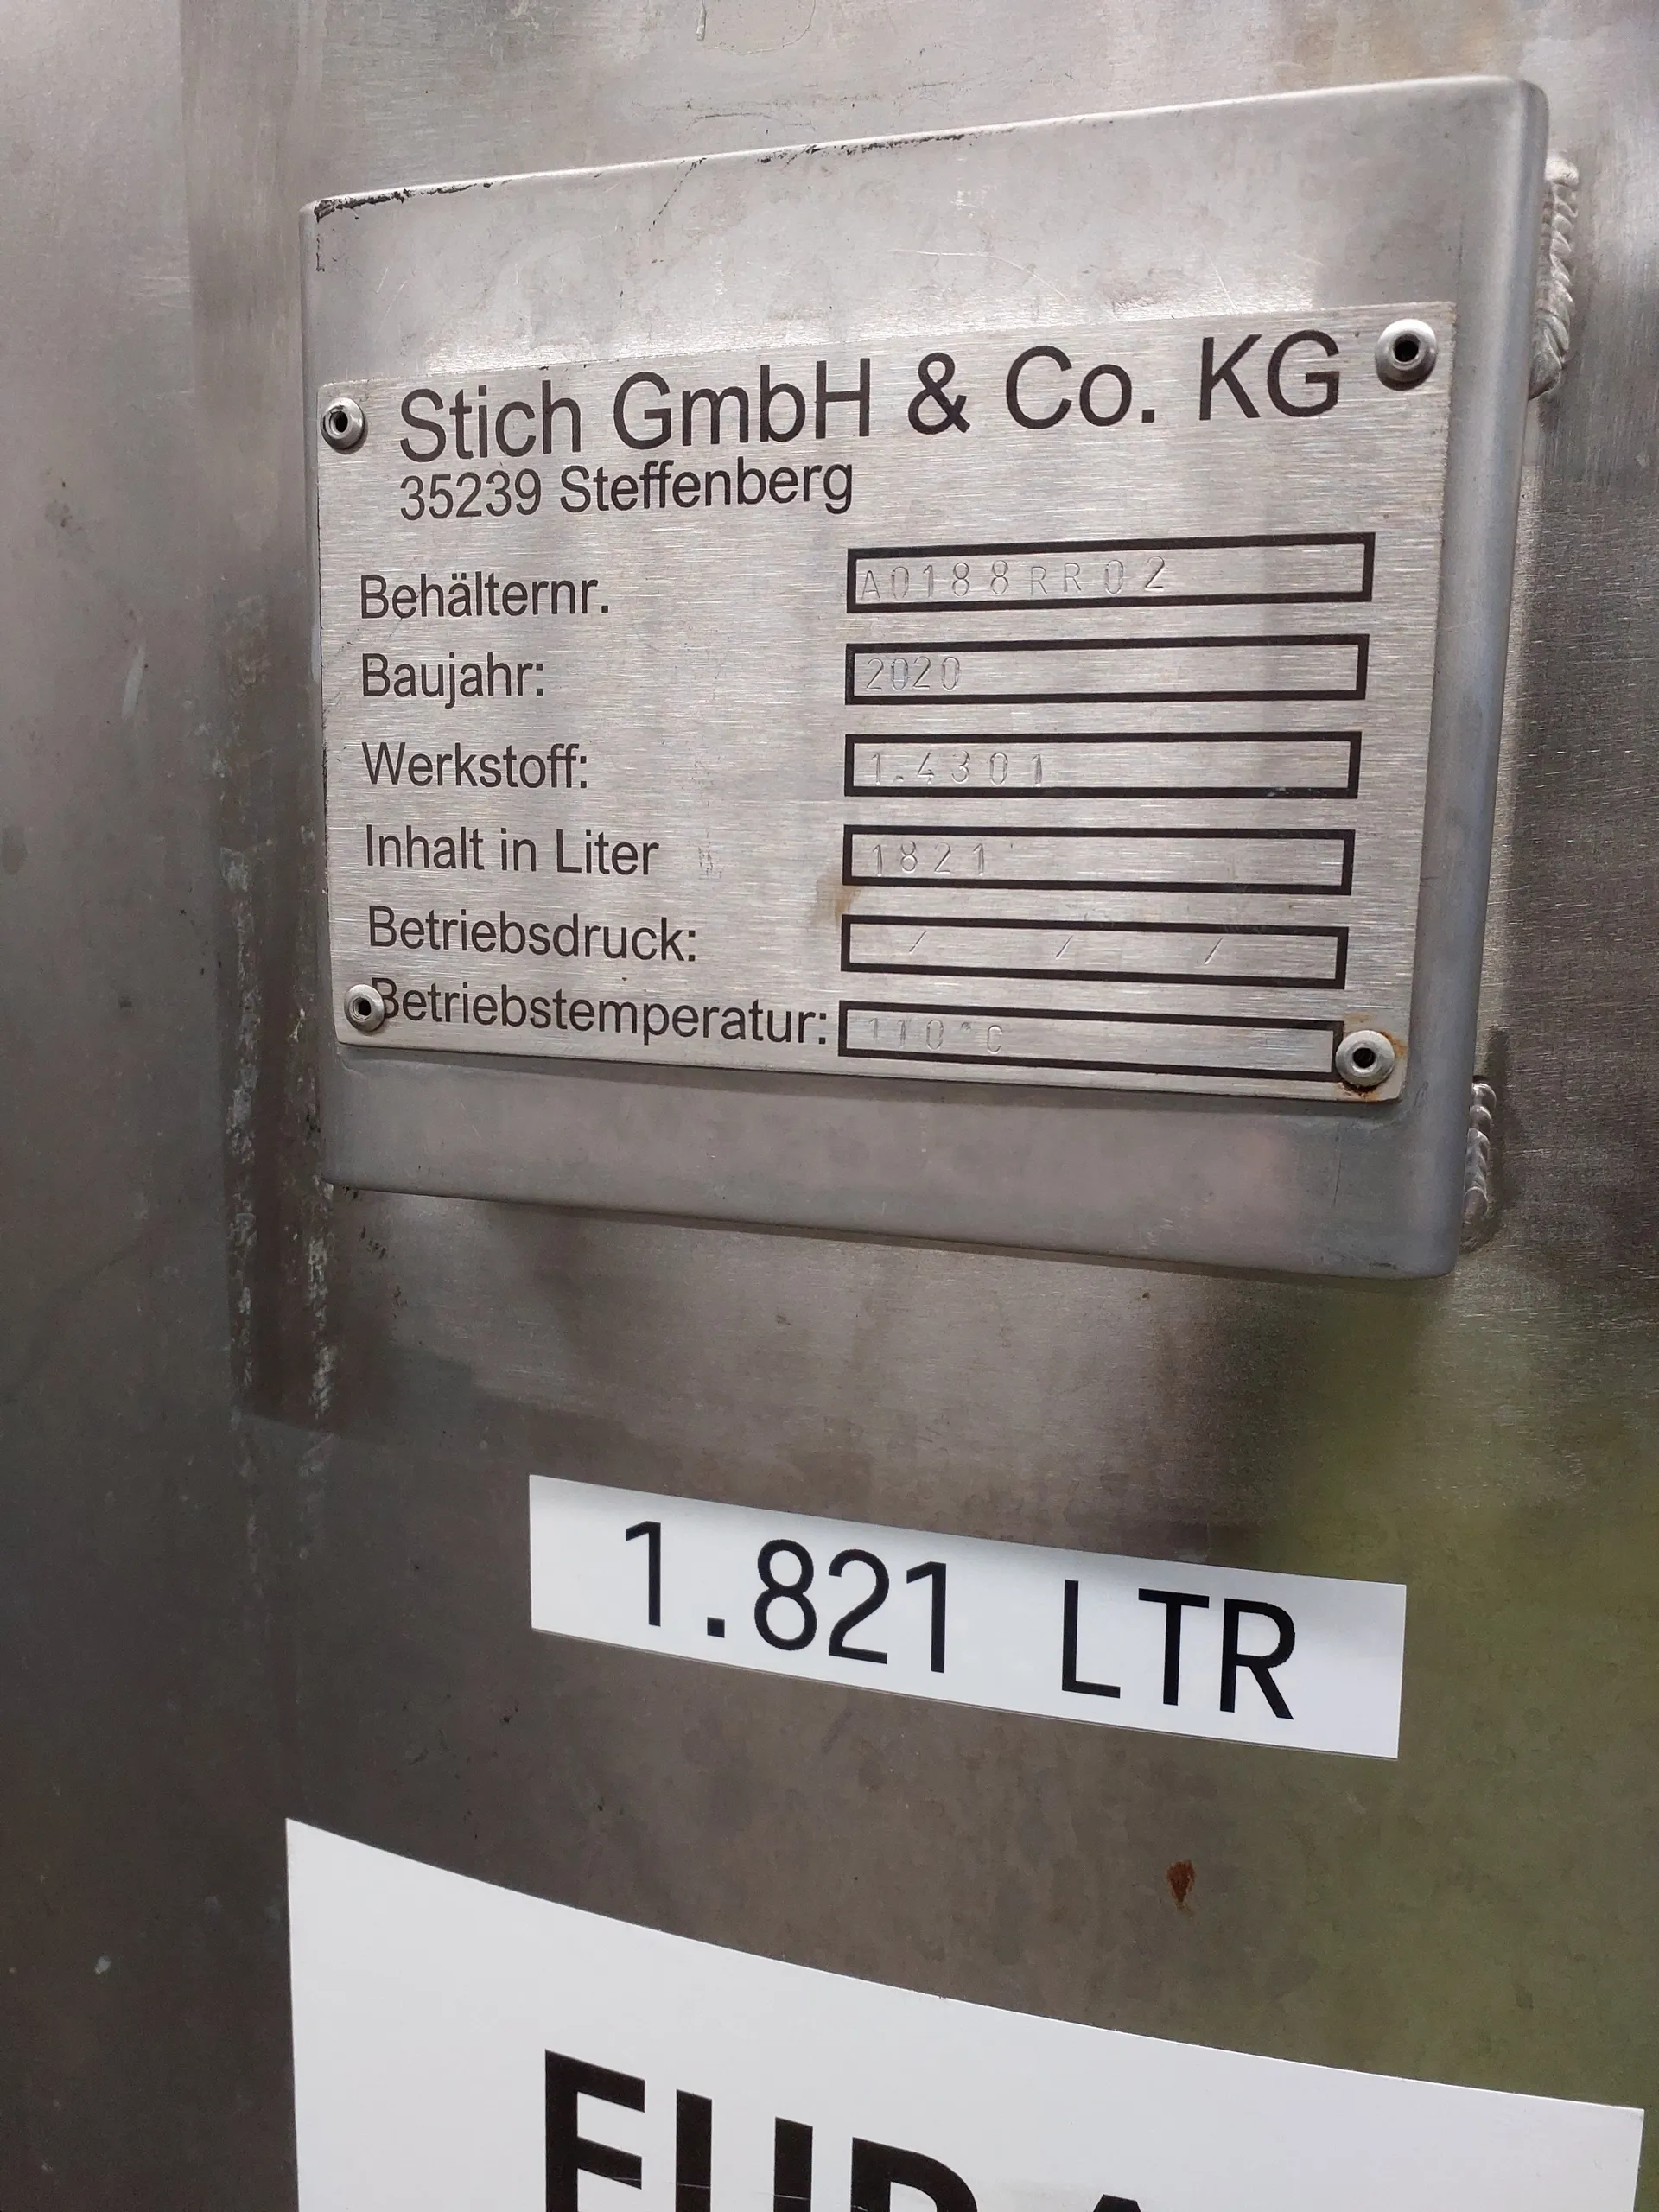 Stich GmbH & Co. KG
35239 Steffenberg
Behälternr. A0188RR02
Baujahr: 2020
Werkstoff: 1.4301
Inhalt in Liter 1821
Betriebsdruck: / / /
Betriebstemperatur: 110°C
1.821 LTR